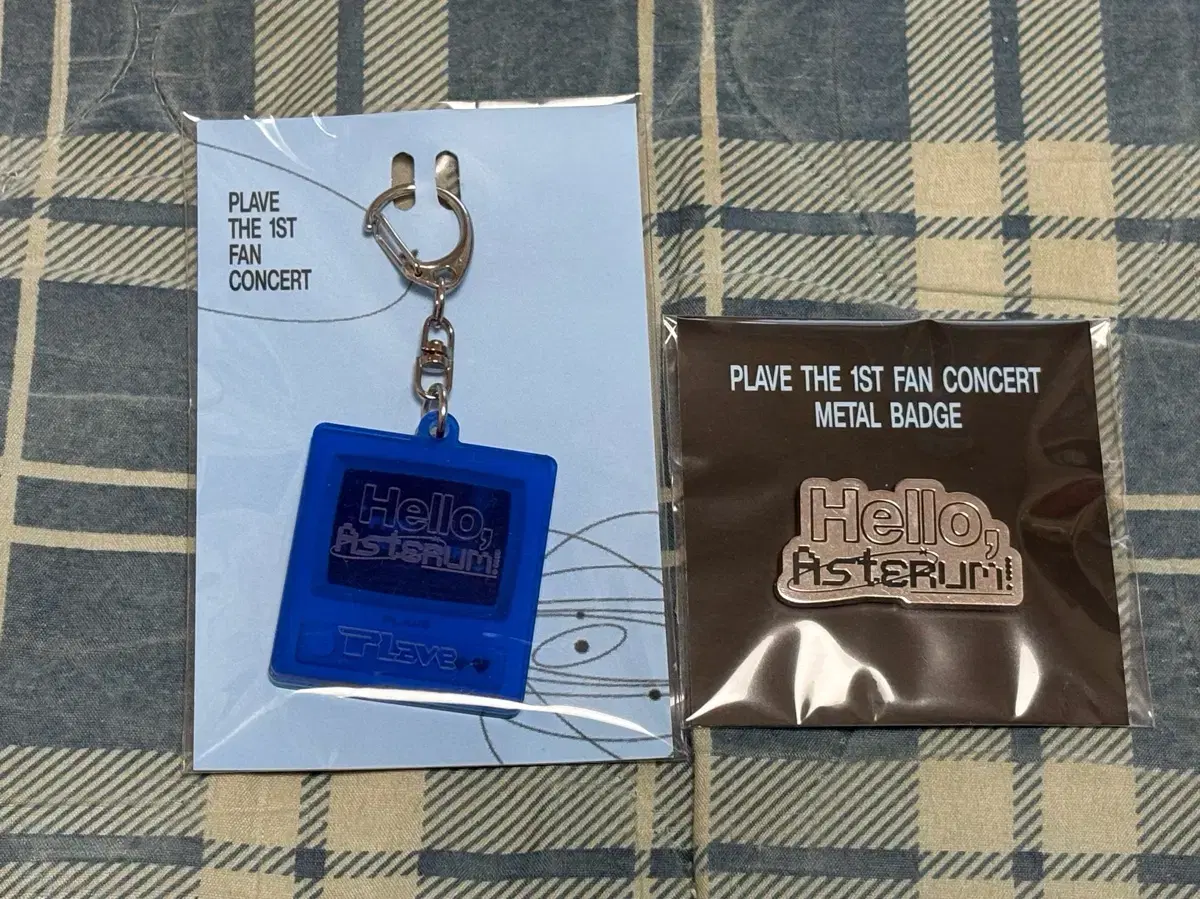 PLAVE
THE 1ST
FAN
CONCERT
Hello,
Asterum!
PLAVE
PLAVE THE 1ST FAN CONCERT
METAL BADGE
Hello,
Asterum!